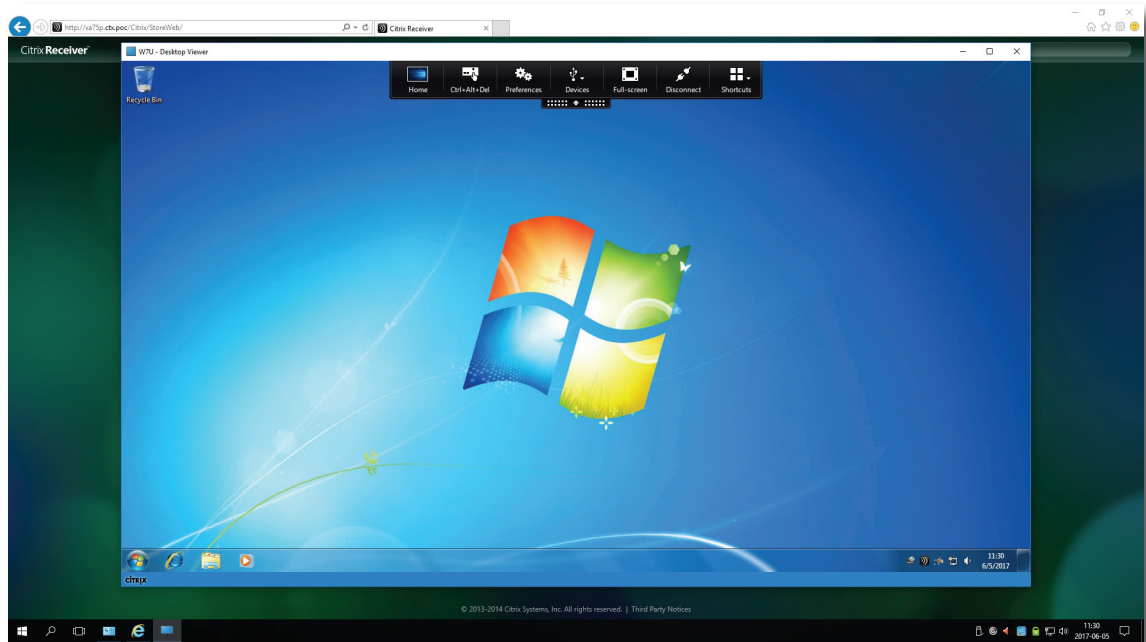 http://xa75p.ctx.poc/Citrix/StoreWeb/
Citrix Receiver
Citrix Receiver
W7U - Desktop Viewer
Recycle Bin
Home
Ctrl+Alt+Del
Preferences
Devices
Full-screen
Disconnect
Shortcuts
11:30
6/5/2017
CİTRIX
© 2013-2014 Citrix Systems, Inc. All rights reserved. | Third Party Notices
11:30
2017-06-05